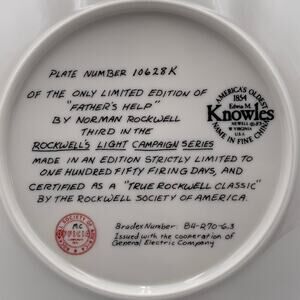 PLATE NUMBER 10628K
OF THE ONLY LIMITED EDITION OF
"FATHER'S HELP"
BY NORMAN ROCKWELL
THIRD IN THE
ROCKWELL'S LIGHT CAMPAIGN SERIES
MADE IN AN EDITION STRICTLY LIMITED TO
ONE HUNDRED FIFTY FIRING DAYS, AND
CERTIFIED AS A "TRUE ROCKWELL CLASSIC"
BY THE ROCKWELL SOCIETY OF AMERICA.
AMERICA'S OLDEST
1854
Edwin M.
Knowles
NEWELL
W VIRGINIA
U.S.A.
NAME IN FINE CHINA
SOCIETY OF
Bradex Number: 84-R70-6.3
Issued with the cooperation of
General Electric Company